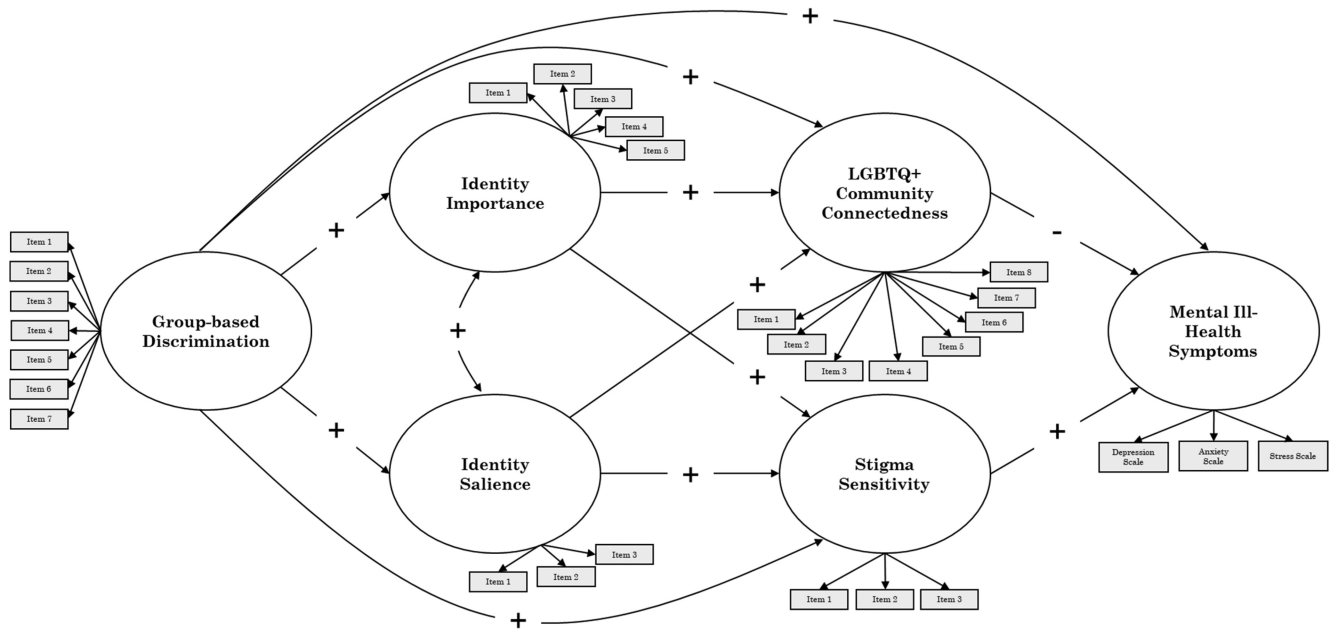 +
+
Item 1
Item 2
Item 3
Item 4
Item 5
Identity
Importance
+
+
LGBTQ+
Community
Connectedness
-
Item 1
Item 2
Item 3
Item 4
Item 5
Item 6
Item 7
Group-based
Discrimination
+
+
Item 1
Item 2
Item 3
Item 4
Item 5
Item 6
Item 7
Item 8
Mental Ill-
Health
Symptoms
+
+
+
Depression
Scale
Anxiety
Scale
Stress Scale
Identity
Salience
+
Stigma
Sensitivity
Item 1
Item 2
Item 3
Item 1
Item 2
Item 3
+